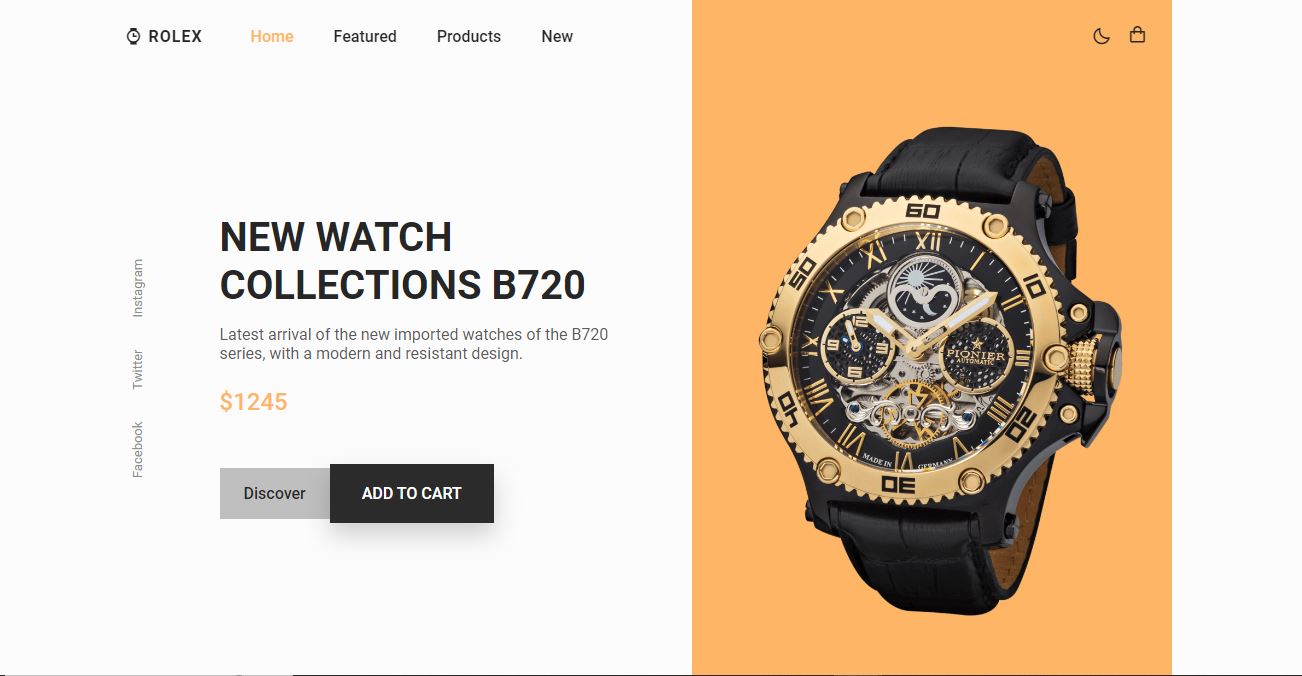 ROLEX
Home
Featured
Products
New
NEW WATCH
COLLECTIONS B720
Latest arrival of the new imported watches of the B720
series, with a modern and resistant design.
$1245
Discover
ADD TO CART
Instagram
Twitter
Facebook
60
10
20
30
40
50
XII
PIONIER
AUTOMATIC
MADE IN
GERMANY